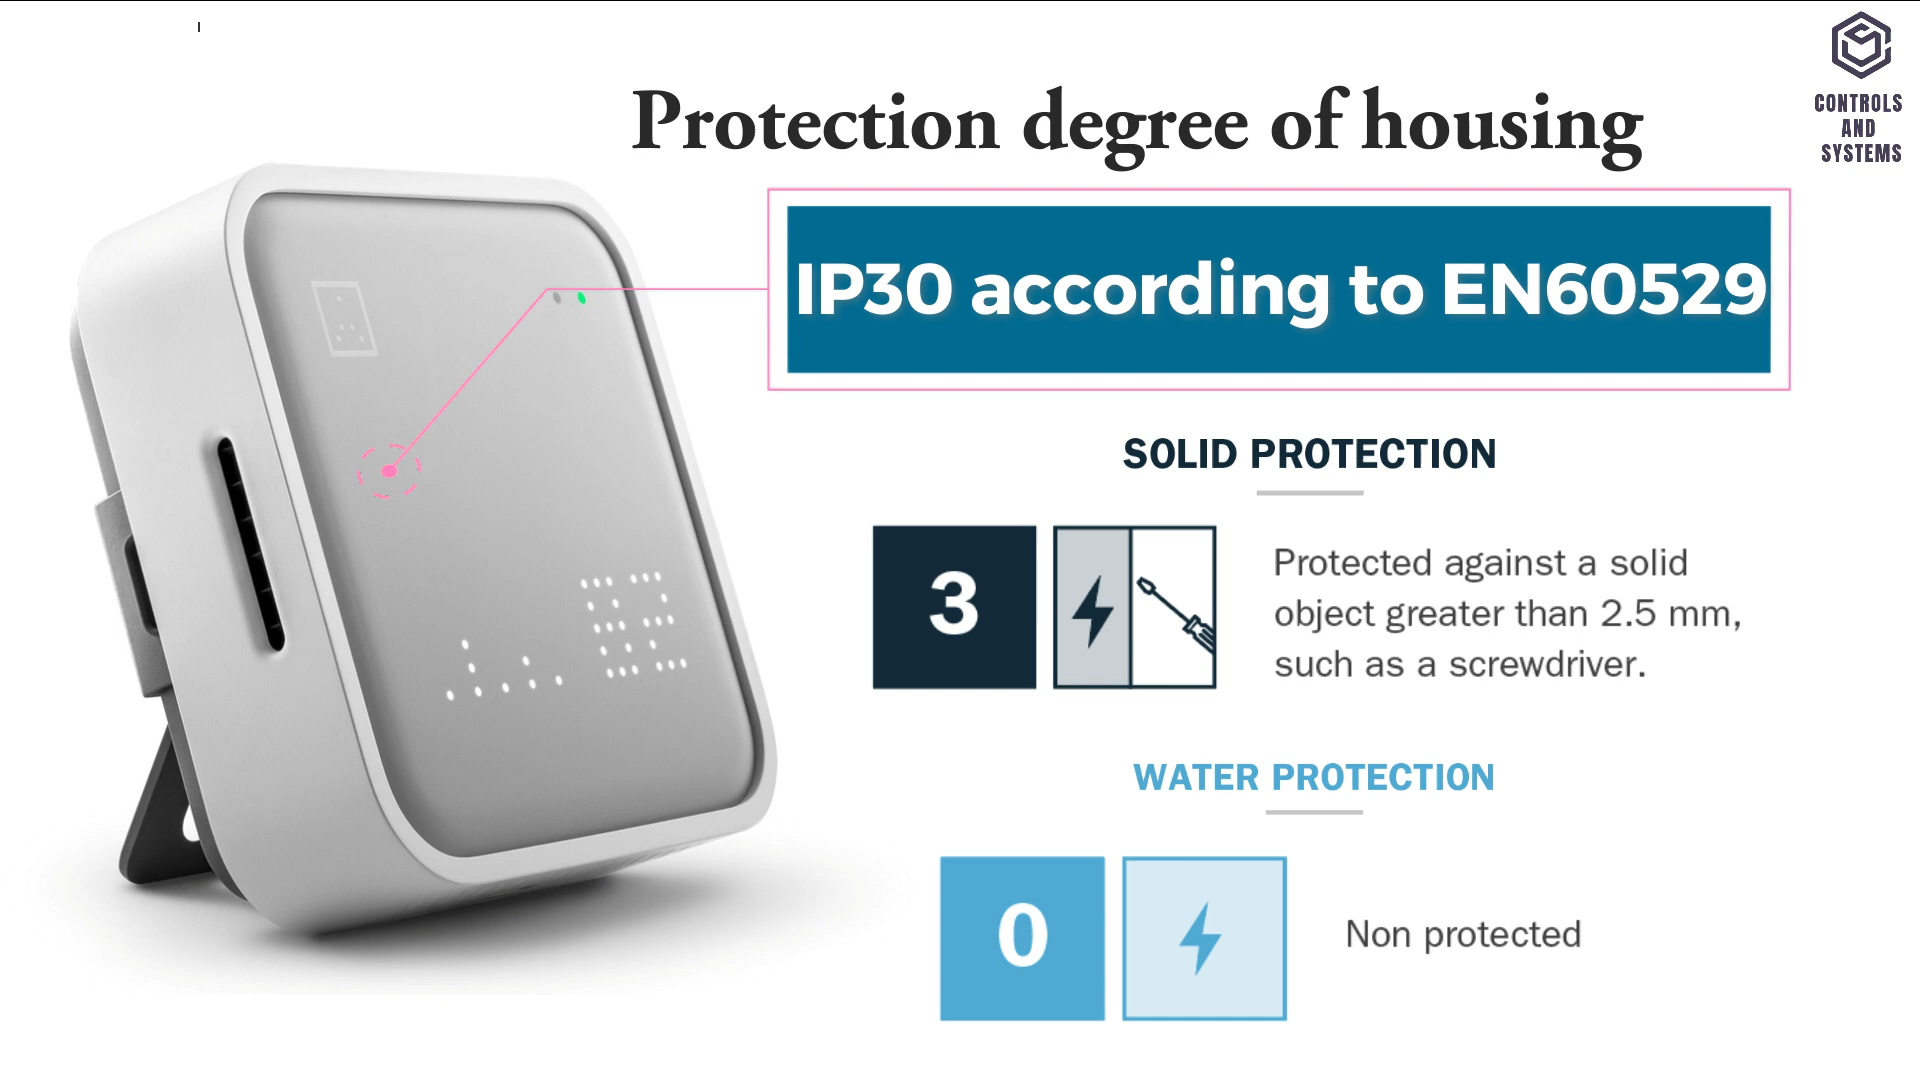 CONTROLS
AND
SYSTEMS
Protection degree of housing
IP30 according to EN60529
SOLID PROTECTION
3
Protected against a solid
object greater than 2.5 mm,
such as a screwdriver.
WATER PROTECTION
0
Non protected